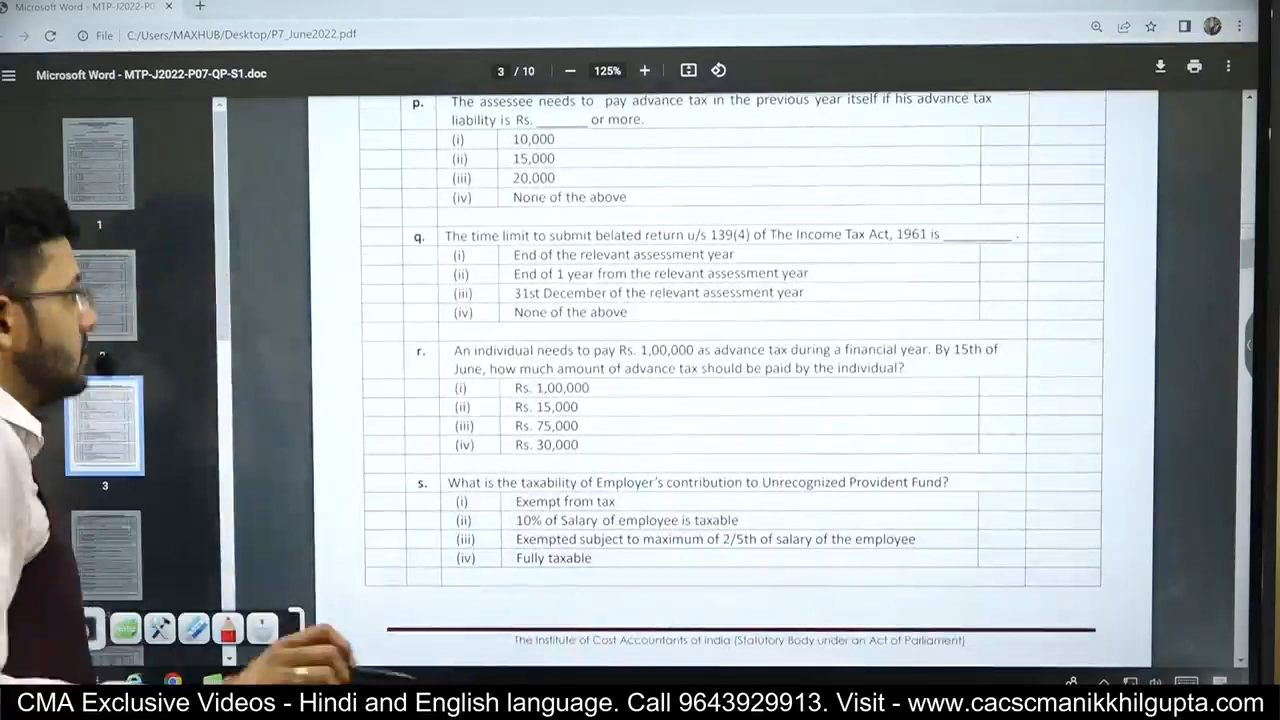 Microsoft Word - MTP-J2022-P0
File C:/Users/MAXHUB/Desktop/P7_June2022.pdf
Microsoft Word - MTP-J2022-P07-QP-S1.doc
3 / 10
125%
p. The assessee needs to pay advance tax in the previous year itself if his advance tax
liability is Rs. ______ or more.
(i) 10,000
(ii) 15,000
(iii) 20,000
(iv) None of the above
q. The time limit to submit belated return u/s 139(4) of The Income Tax Act, 1961 is ________ .
(i) End of the relevant assessment year
(ii) End of 1 year from the relevant assessment year
(iii) 31st December of the relevant assessment year
(iv) None of the above
r. An individual needs to pay Rs. 1,00,000 as advance tax during a financial year. By 15th of
June, how much amount of advance tax should be paid by the individual?
(i) Rs. 1,00,000
(ii) Rs. 15,000
(iii) Rs. 75,000
(iv) Rs. 30,000
s. What is the taxability of Employer's contribution to Unrecognized Provident Fund?
(i) Exempt from tax
(ii) 10% of Salary of employee is taxable
(iii) Exempted subject to maximum of 2/5th of salary of the employee
(iv) Fully taxable
The Institute of Cost Accountants of India (Statutory Body under an Act of Parliament)
1
3
CMA Exclusive Videos - Hindi and English language. Call 9643929913. Visit - www.cacscmanikkhilgupta.com